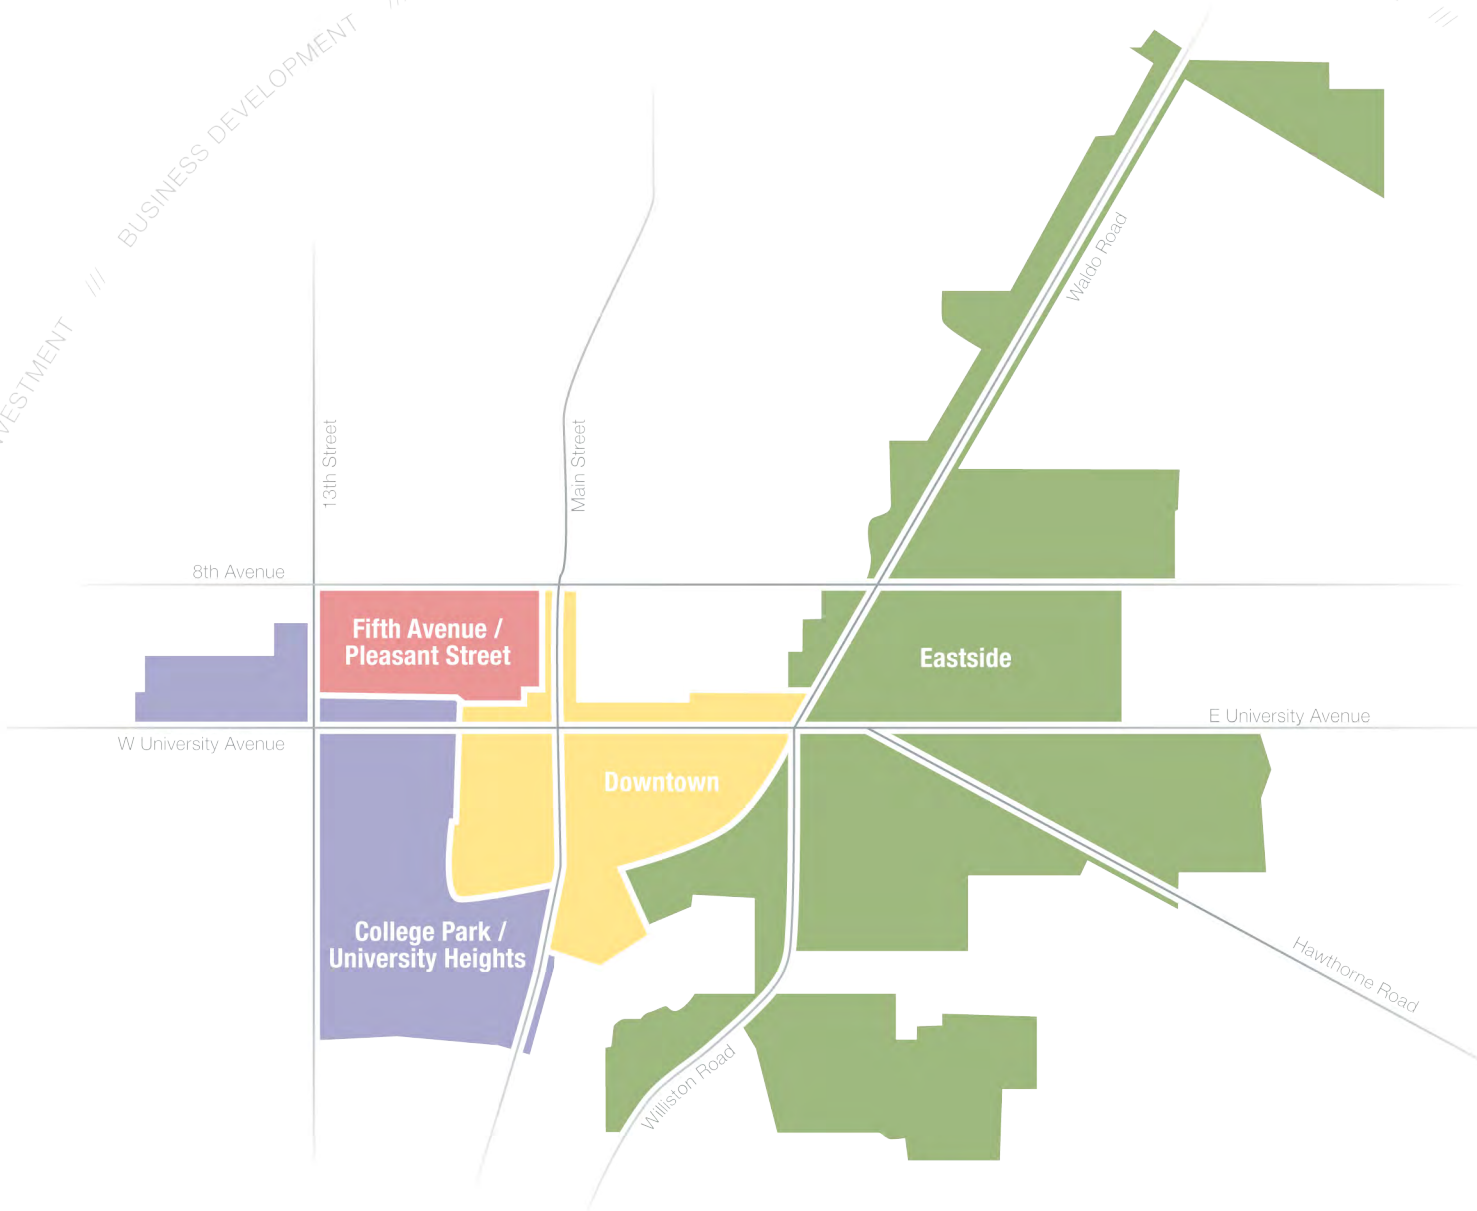 BUSINESS DEVELOPMENT
///
///
///
Waldo Road
13th Street
Main Street
8th Avenue
Fifth Avenue /
Pleasant Street
Eastside
E University Avenue
W University Avenue
Downtown
College Park /
University Heights
Hawthorne Road
Williston Road